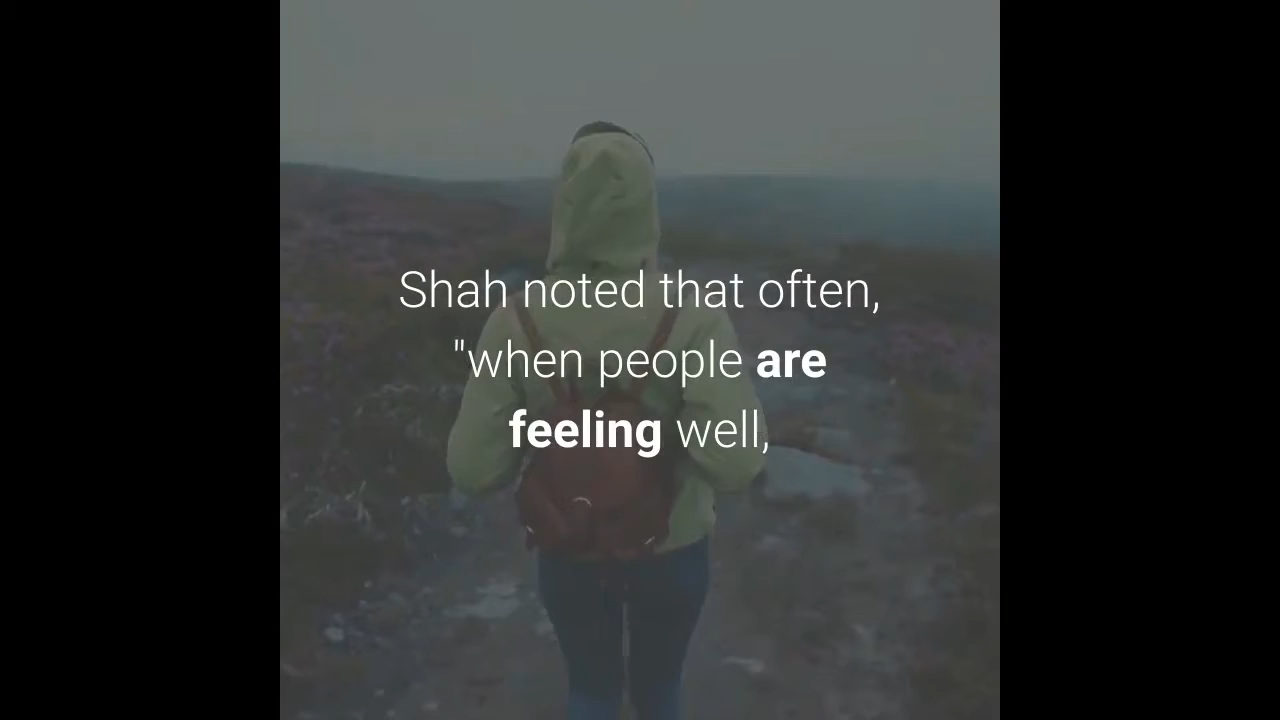 Shah noted that often,
"when people are
feeling well,